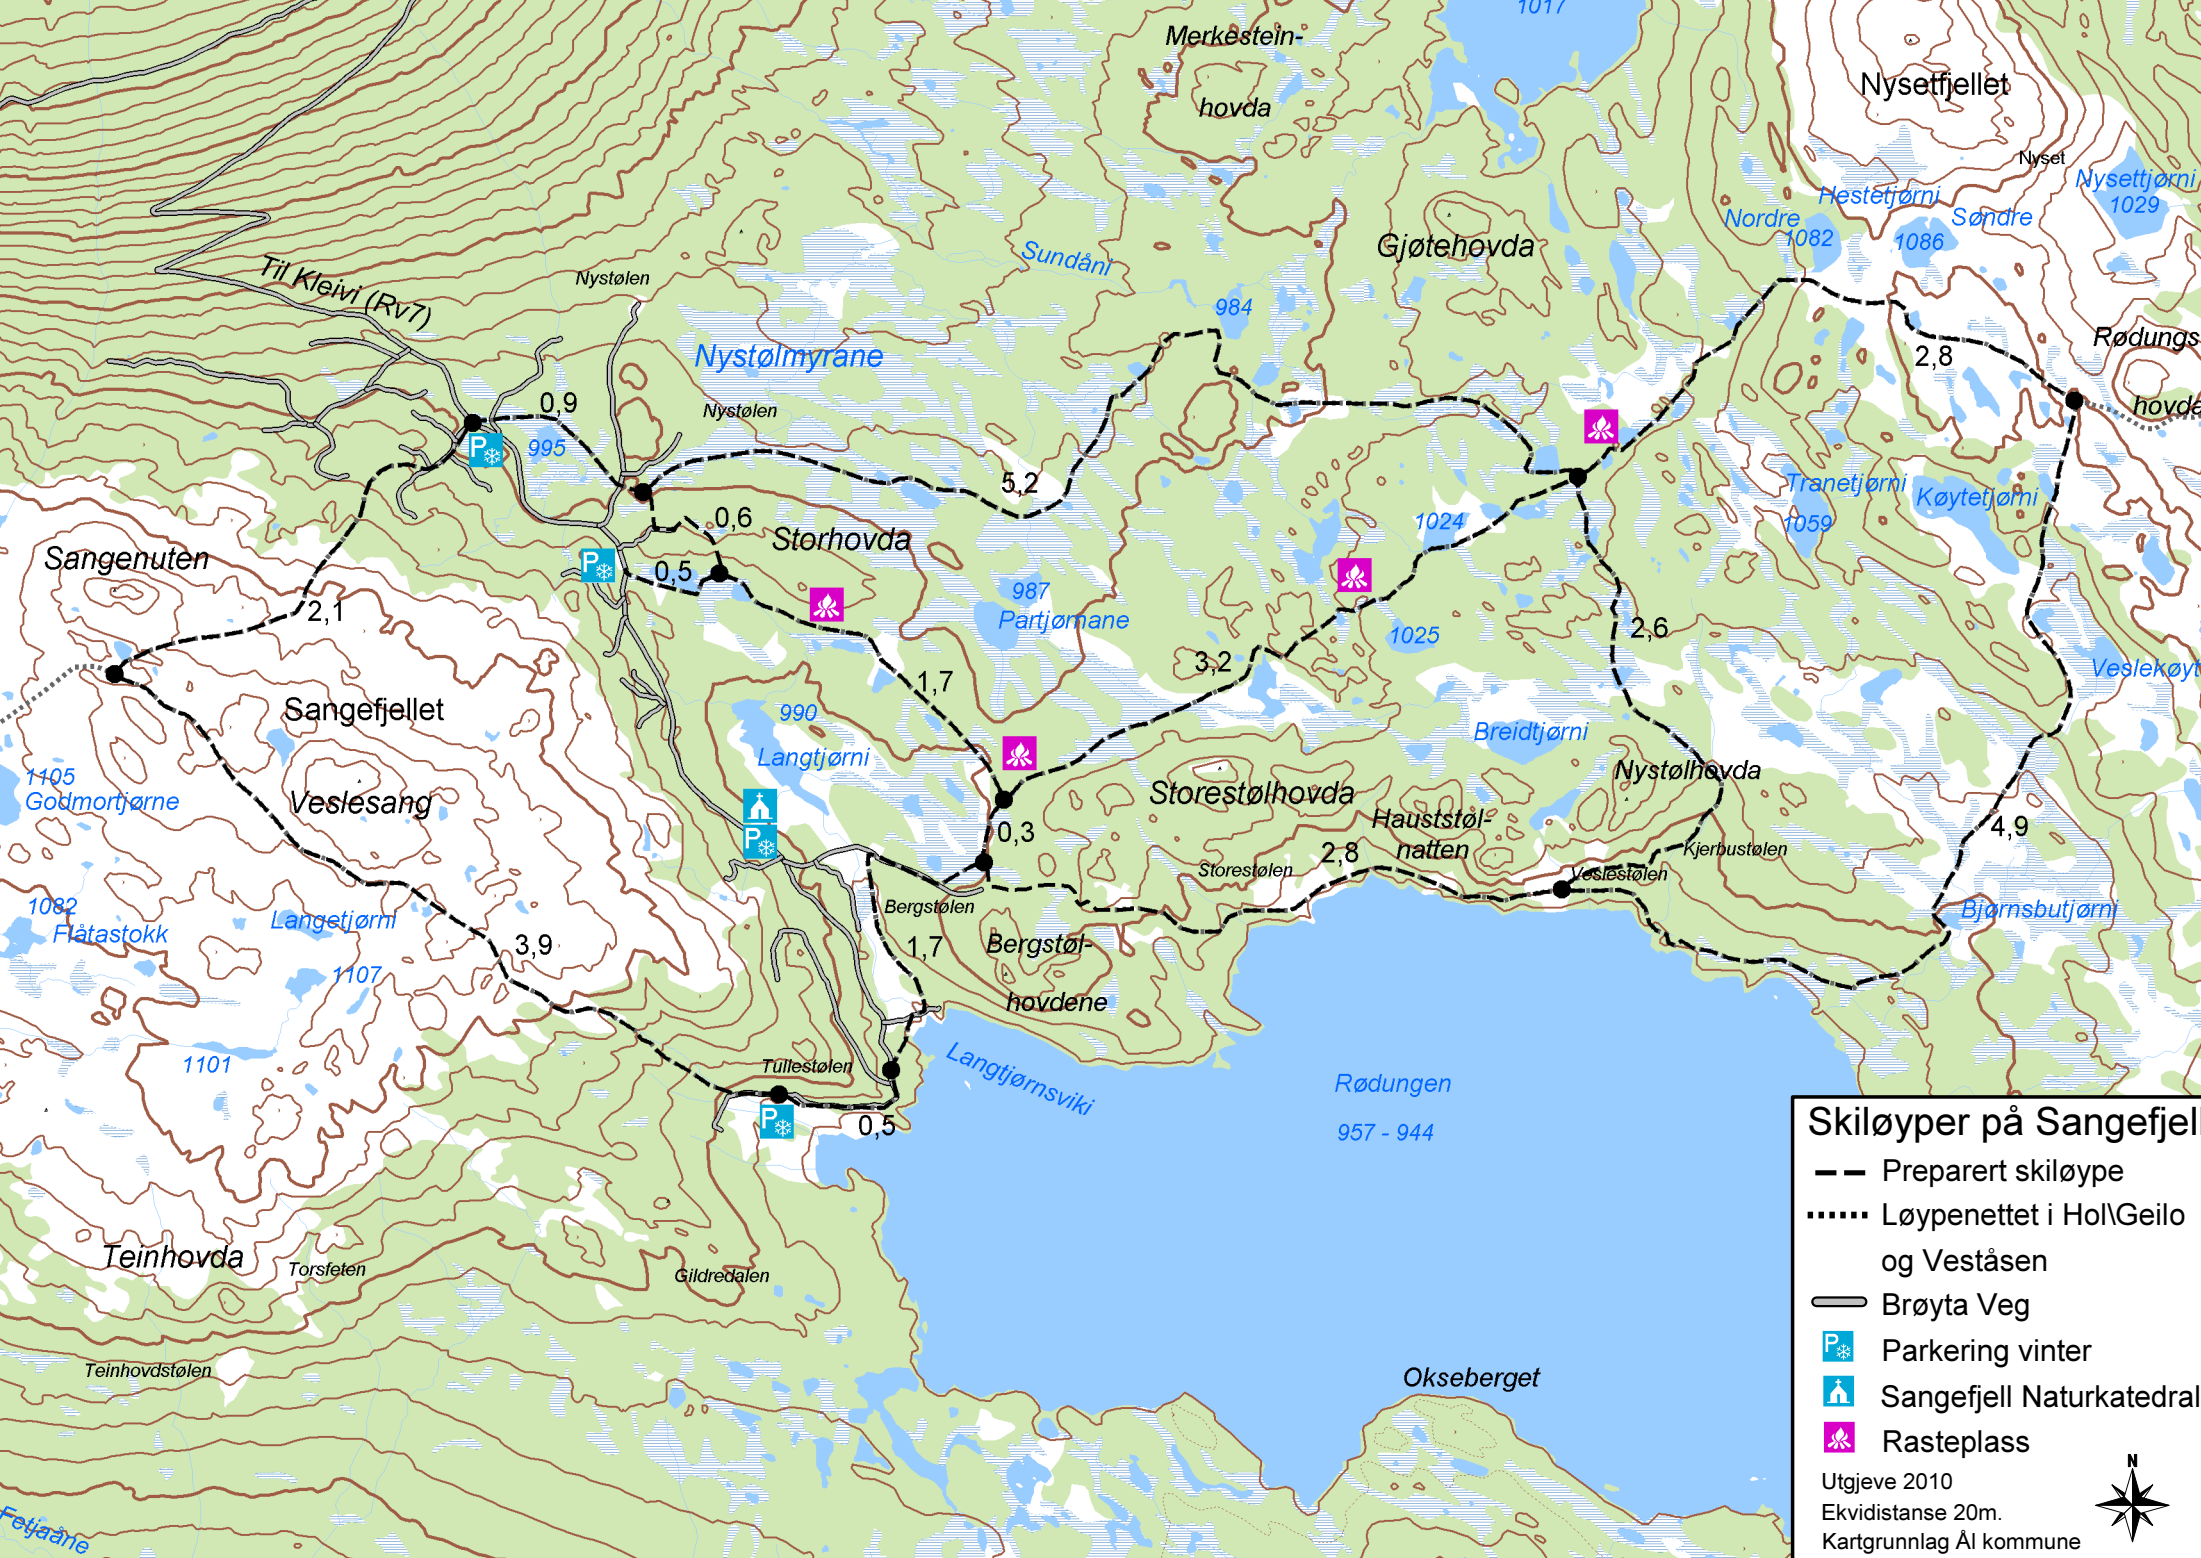 1017
Merkestein-
hovda
Nysetfjellet
Nyset
Nysettjørni
1029
Hestetjørni
Nordre
1082
Søndre
1086
Gjøtehovda
Sundåni
984
Til Kleivi (Rv7)
Nystølen
Nystølmyrane
Nystølen
Rødungs
hovda
2,8
0,9
995
P
5,2
0,6
Storhovda
Tranetjørni
1059
Køytetjørni
1024
Sangenuten
P
0,5
987
Partjørnane
1025
2,1
2,6
3,2
1,7
Veslekøyt
Sangefjellet
990
Langtjørni
Breidtjørni
Nystølhovda
1105
Godmortjørne
Veslesang
Storestølhovda
Hauststøl-
natten
P
0,3
2,8
4,9
Kjerbustølen
Storestølen
Veslestølen
1082
Flåtastokk
Langetjørni
1107
3,9
Bergstølen
1,7
Bergstøl-
hovdene
Bjørnsbutjørni
1101
Tullestølen
P
0,5
Langtjørnsviki
Rødungen
957 - 944
Teinhovda
Torsfeten
Gildredalen
Teinhovdstølen
Okseberget
Fetjaåne
Skiløyper på Sangefjell
Preparert skiløype
Løypenettet i Hol\Geilo
og Veståsen
Brøyta Veg
P Parkering vinter
Sangefjell Naturkatedral
Rasteplass
Utgjeve 2010
Ekvidistanse 20m.
Kartgrunnlag Ål kommune
N